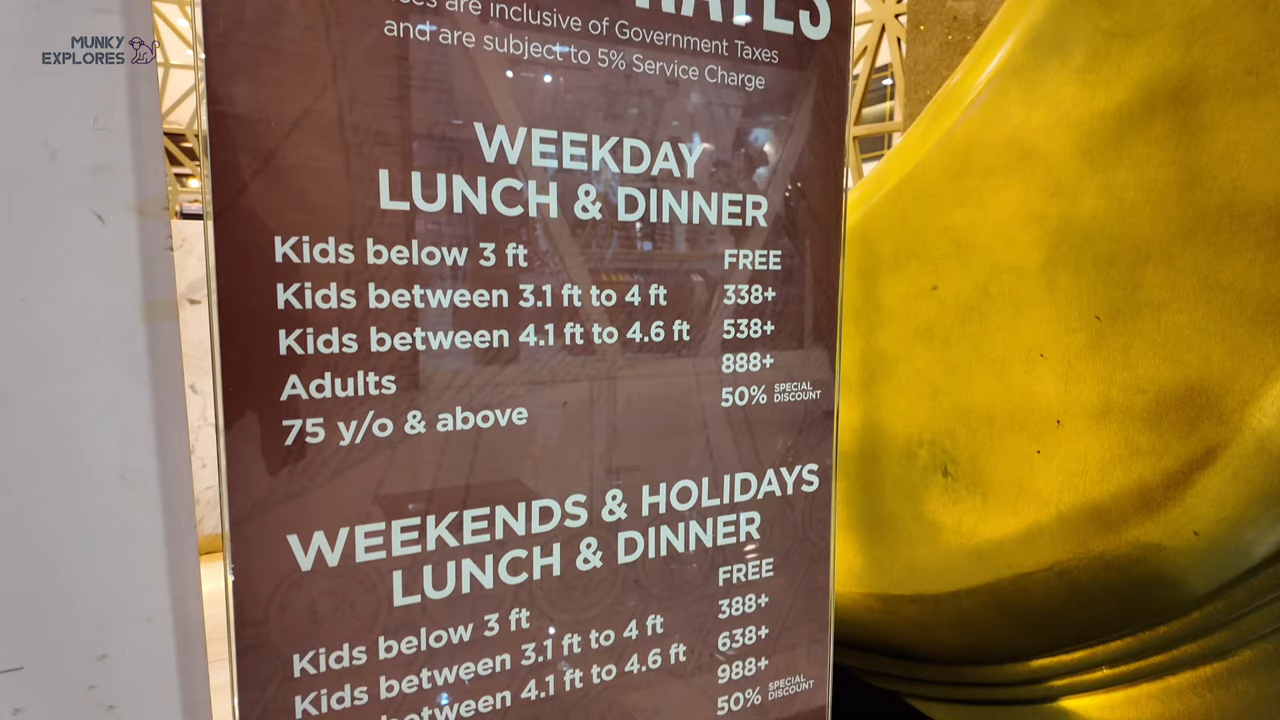 MUNKY
EXPLORES
are inclusive of Government Taxes
and are subject to 5% Service Charge
WEEKDAY
LUNCH & DINNER
Kids below 3 ft FREE
Kids between 3.1 ft to 4 ft 338+
Kids between 4.1 ft to 4.6 ft 538+
Adults 888+
75 y/o & above 50% SPECIAL DISCOUNT
WEEKENDS & HOLIDAYS
LUNCH & DINNER
Kids below 3 ft FREE
Kids between 3.1 ft to 4 ft 388+
between 4.1 ft to 4.6 ft 638+
988+
50% SPECIAL DISCOUNT